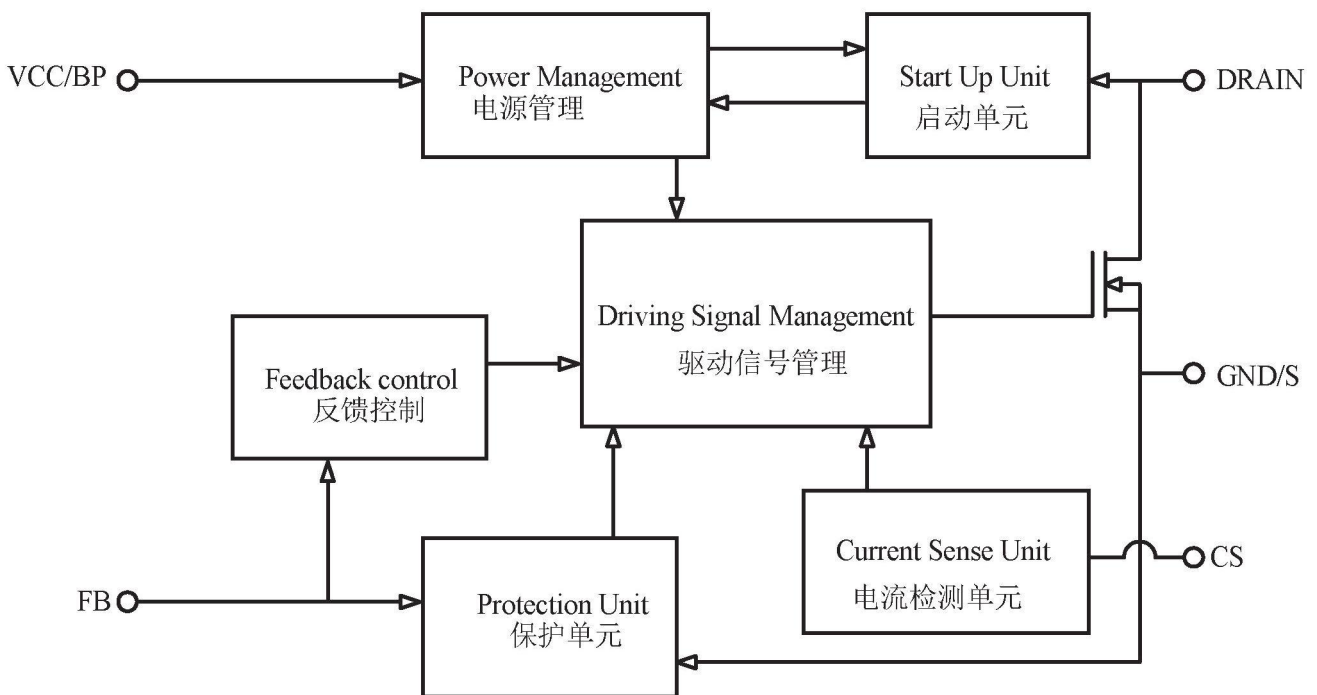 VCC/BP
Power Management
电源管理
Start Up Unit
启动单元
DRAIN
Driving Signal Management
驱动信号管理
Feedback control
反馈控制
GND/S
Current Sense Unit
电流检测单元
CS
FB
Protection Unit
保护单元